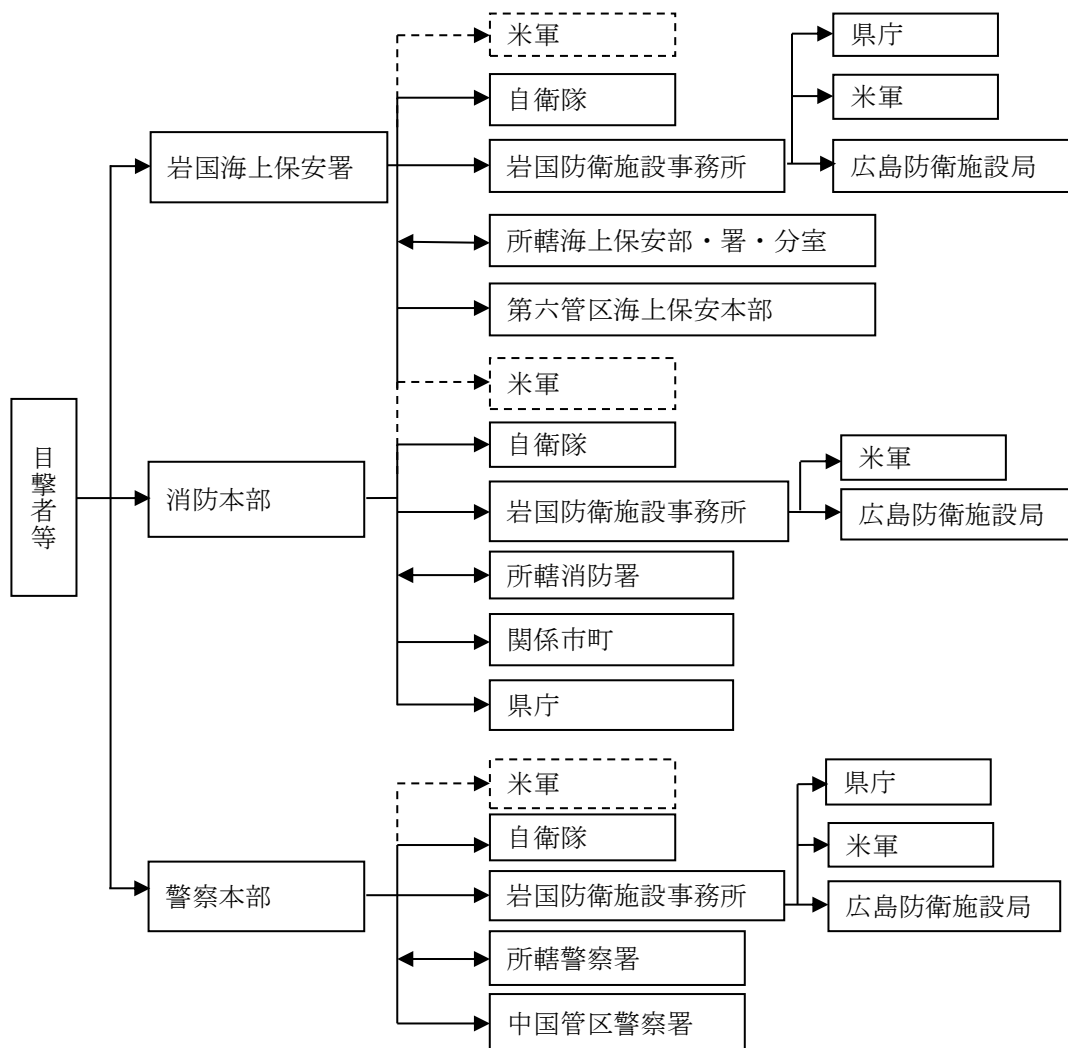 目撃者等
岩国海上保安署
米軍
自衛隊
岩国防衛施設事務所
県庁
米軍
広島防衛施設局
所轄海上保安部・署・分室
第六管区海上保安本部
消防本部
米軍
自衛隊
岩国防衛施設事務所
米軍
広島防衛施設局
所轄消防署
関係市町
県庁
警察本部
米軍
自衛隊
岩国防衛施設事務所
県庁
米軍
広島防衛施設局
所轄警察署
中国管区警察署